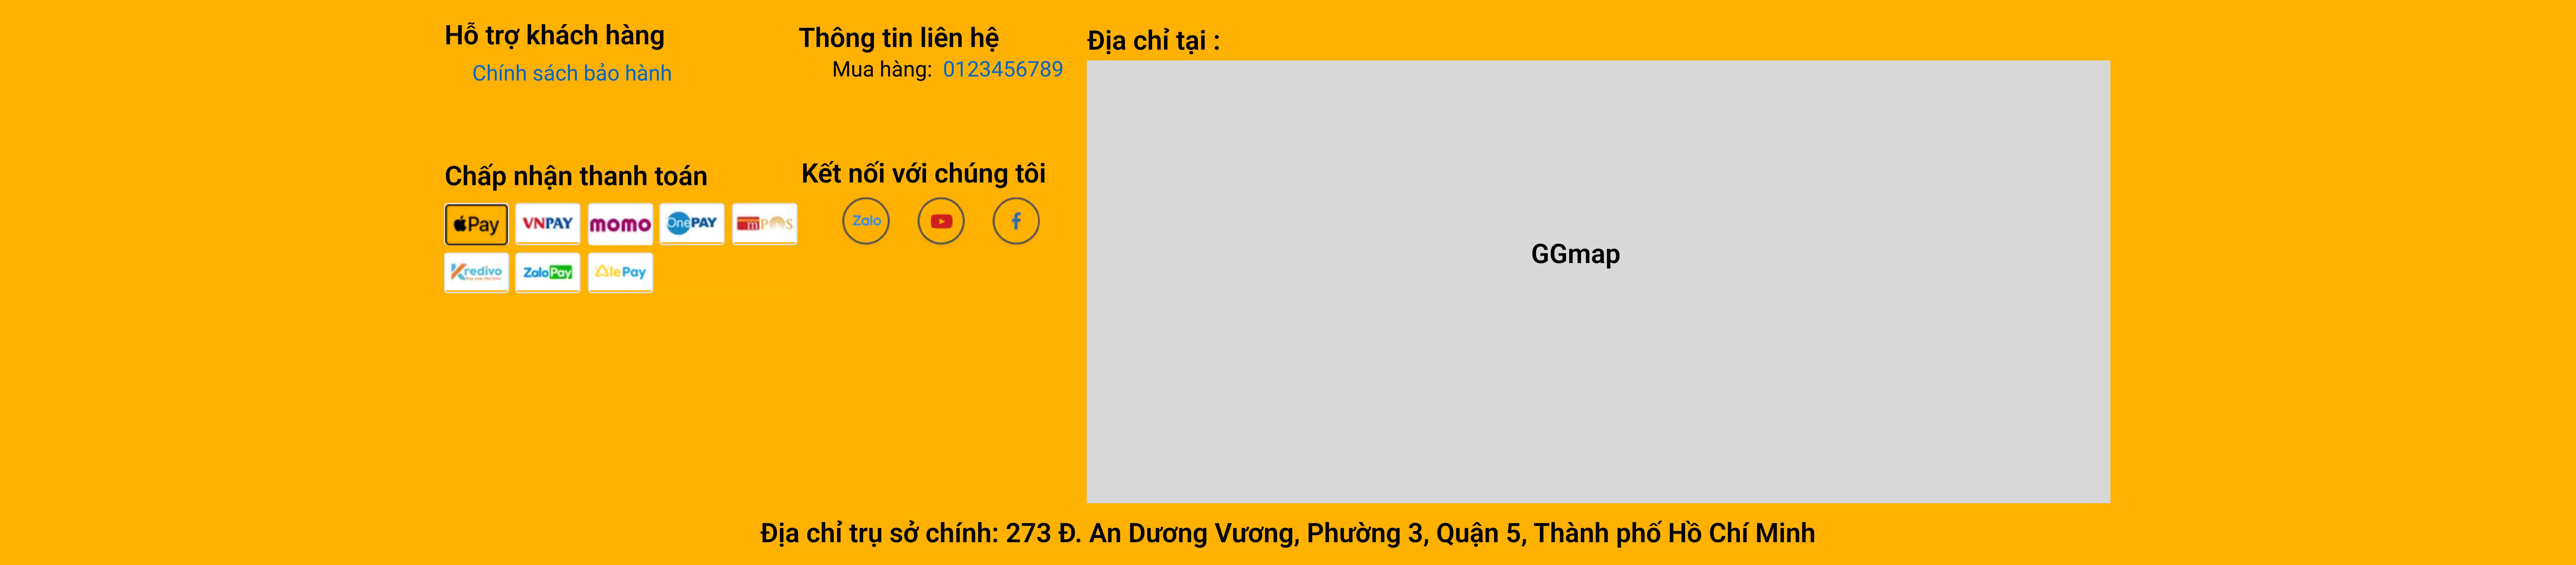 Hỗ trợ khách hàng
Chính sách bảo hành
Thông tin liên hệ
Mua hàng: 0123456789
Địa chỉ tại :
Chấp nhận thanh toán
Pay VNPAY momo OnePAY mPOS
Kredivo ZaloPay AlePay
Kết nối với chúng tôi
Zalo
GGmap
Địa chỉ trụ sở chính: 273 Đ. An Dương Vương, Phường 3, Quận 5, Thành phố Hồ Chí Minh